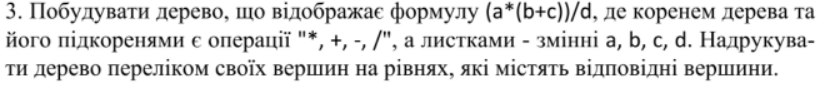 3. Побудувати дерево, що відображає формулу (a*(b+c))/d, де коренем дерева та
його підкоренями є операції "*, +, -, /", а листками - змінні a, b, c, d. Надрукува-
ти дерево переліком своїх вершин на рівнях, які містять відповідні вершини.